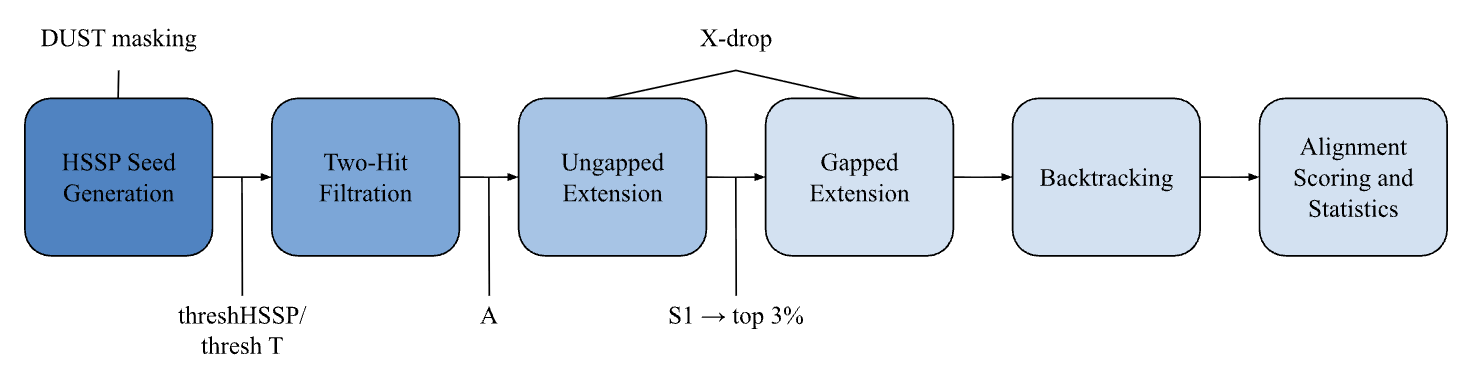 DUST masking
X-drop
HSSP Seed
Generation
Two-Hit
Filtration
Ungapped
Extension
Gapped
Extension
Backtracking
Alignment
Scoring and
Statistics
threshHSSP/
thresh T
A
S1 → top 3%